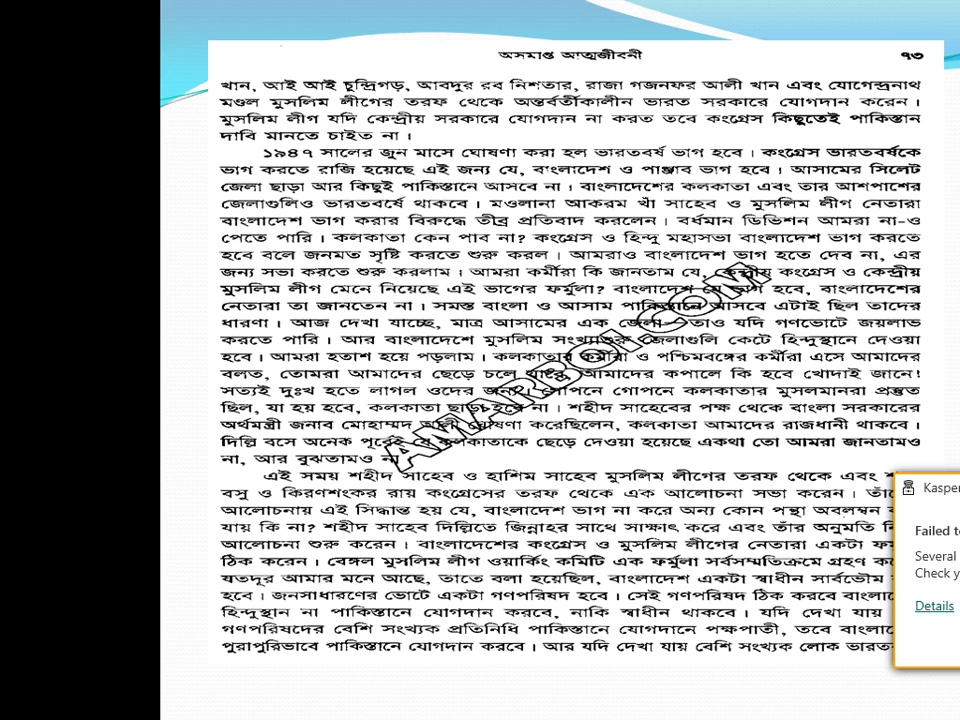 অসমাপ্ত আত্মজীবনী ৭৩
খান, আই আই চুন্দ্রিগড়, আবদুর রব নিশতার, রাজা গজনফর আলী খান এবং যোগেন্দ্রনাথ
মণ্ডল মুসলিম লীগের তরফ থেকে অন্তর্বর্তীকালীন ভারত সরকারে যোগদান করেন।
মুসলিম লীগ যদি কেন্দ্রীয় সরকারে যোগদান না করত তবে কংগ্রেস কিছুতেই পাকিস্তান
দাবি মানতে চাইত না।
১৯৪৭ সালের জুন মাসে ঘোষণা করা হল ভারতবর্ষ ভাগ হবে। কংগ্রেস ভারতবর্ষকে
ভাগ করতে রাজি হয়েছে এই জন্য যে, বাংলাদেশ ও পাঞ্জাব ভাগ হবে। আসামের সিলেট
জেলা ছাড়া আর কিছুই পাকিস্তানে আসবে না। বাংলাদেশের কলকাতা এবং তার আশপাশের
জেলাগুলিও ভারতবর্ষে থাকবে। মওলানা আকরম খাঁ সাহেব ও মুসলিম লীগ নেতারা
বাংলাদেশ ভাগ করার বিরুদ্ধে তীব্র প্রতিবাদ করলেন। বর্ধমান ডিভিশন আমরা না-ও
পেতে পারি। কলকাতা কেন পাব না? কংগ্রেস ও হিন্দু মহাসভা বাংলাদেশ ভাগ করতে
হবে বলে জনমত সৃষ্টি করতে শুরু করল। আমরাও বাংলাদেশ ভাগ হতে দেব না, এর
জন্য সভা করতে শুরু করলাম। আমরা কর্মীরা কি জানতাম যে, কেন্দ্রীয় কংগ্রেস ও কেন্দ্রীয়
মুসলিম লীগ মেনে নিয়েছে এই ভাগের ফর্মুলা? বাংলাদেশ যে ভাগ হবে, বাংলাদেশের
নেতারা তা জানতেন না। সমস্ত বাংলা ও আসাম পাকিস্তানে আসবে এটাই ছিল তাদের
ধারণা। আজ দেখা যাচ্ছে, মাত্র আসামের এক জেলা—তাও যদি গণভোটে জয়লাভ
করতে পারি। আর বাংলাদেশে মুসলিম সংখ্যাগুরু জেলাগুলি কেটে হিন্দুস্থানে দেওয়া
হবে। আমরা হতাশ হয়ে পড়লাম। কলকাতার কর্মীরা ও পশ্চিমবঙ্গের কর্মীরা এসে আমাদের
বলত, তোমরা আমাদের ছেড়ে চলে যাবে, আমাদের কপালে কি হবে খোদাই জানে!
সত্যই দুঃখ হতে লাগল ওদের জন্য। গোপনে গোপনে কলকাতার মুসলমানরা প্রস্তুত
ছিল, যা হয় হবে, কলকাতা ছাড়া হবে না। শহীদ সাহেবের পক্ষ থেকে বাংলা সরকারের
অর্থমন্ত্রী জনাব মোহাম্মদ আলী ঘোষণা করেছিলেন, কলকাতা আমাদের রাজধানী থাকবে।
দিল্লি বসে অনেক পূর্বেই যে কলকাতাকে ছেড়ে দেওয়া হয়েছে একথা তো আমরা জানতামও
না, আর বুঝতামও না।
AMARBOI.COM
এই সময় শহীদ সাহেব ও হাশিম সাহেব মুসলিম লীগের তরফ থেকে এবং
বসু ও কিরণশংকর রায় কংগ্রেসের তরফ থেকে এক আলোচনা সভা করেন।
আলোচনায় এই সিদ্ধান্ত হয় যে, বাংলাদেশ ভাগ না করে অন্য কোন পন্থা অবলম্বন
যায় কি না? শহীদ সাহেব দিল্লিতে জিন্নাহর সাথে সাক্ষাৎ করে এবং তাঁর অনুমতি
আলোচনা শুরু করেন। বাংলাদেশের কংগ্রেস ও মুসলিম লীগের নেতারা একটা
ঠিক করেন। বেঙ্গল মুসলিম লীগ ওয়ার্কিং কমিটি এক ফর্মুলা সর্বসম্মতিক্রমে গ্রহণ
যতদূর আমার মনে আছে, তাতে বলা হয়েছিল, বাংলাদেশ একটা স্বাধীন সার্বভৌম
হবে। জনসাধারণের ভোটে একটা গণপরিষদ হবে। সেই গণপরিষদ ঠিক করবে
হিন্দুস্থান না পাকিস্তানে যোগদান করবে, নাকি স্বাধীন থাকবে। যদি দেখা যায়
গণপরিষদের বেশি সংখ্যক প্রতিনিধি পাকিস্তানে যোগদানে পক্ষপাতী, তবে
পুরাপুরিভাবে পাকিস্তানে যোগদান করবে। আর যদি দেখা যায় বেশি সংখ্যক লোক
Failed
Several
Check
Details